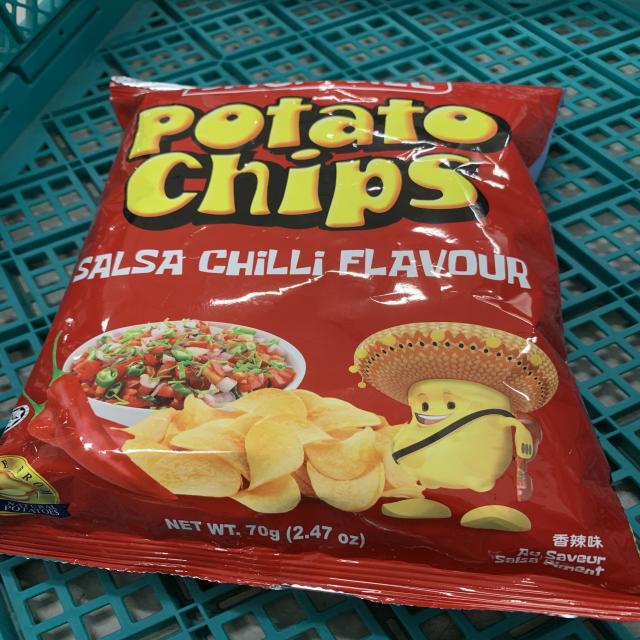 Potato
Chips
SALSA CHiLLi FLAVOUR
NET WT. 70g (2.47 oz)
香辣味
Au Saveur
Salsa Piment